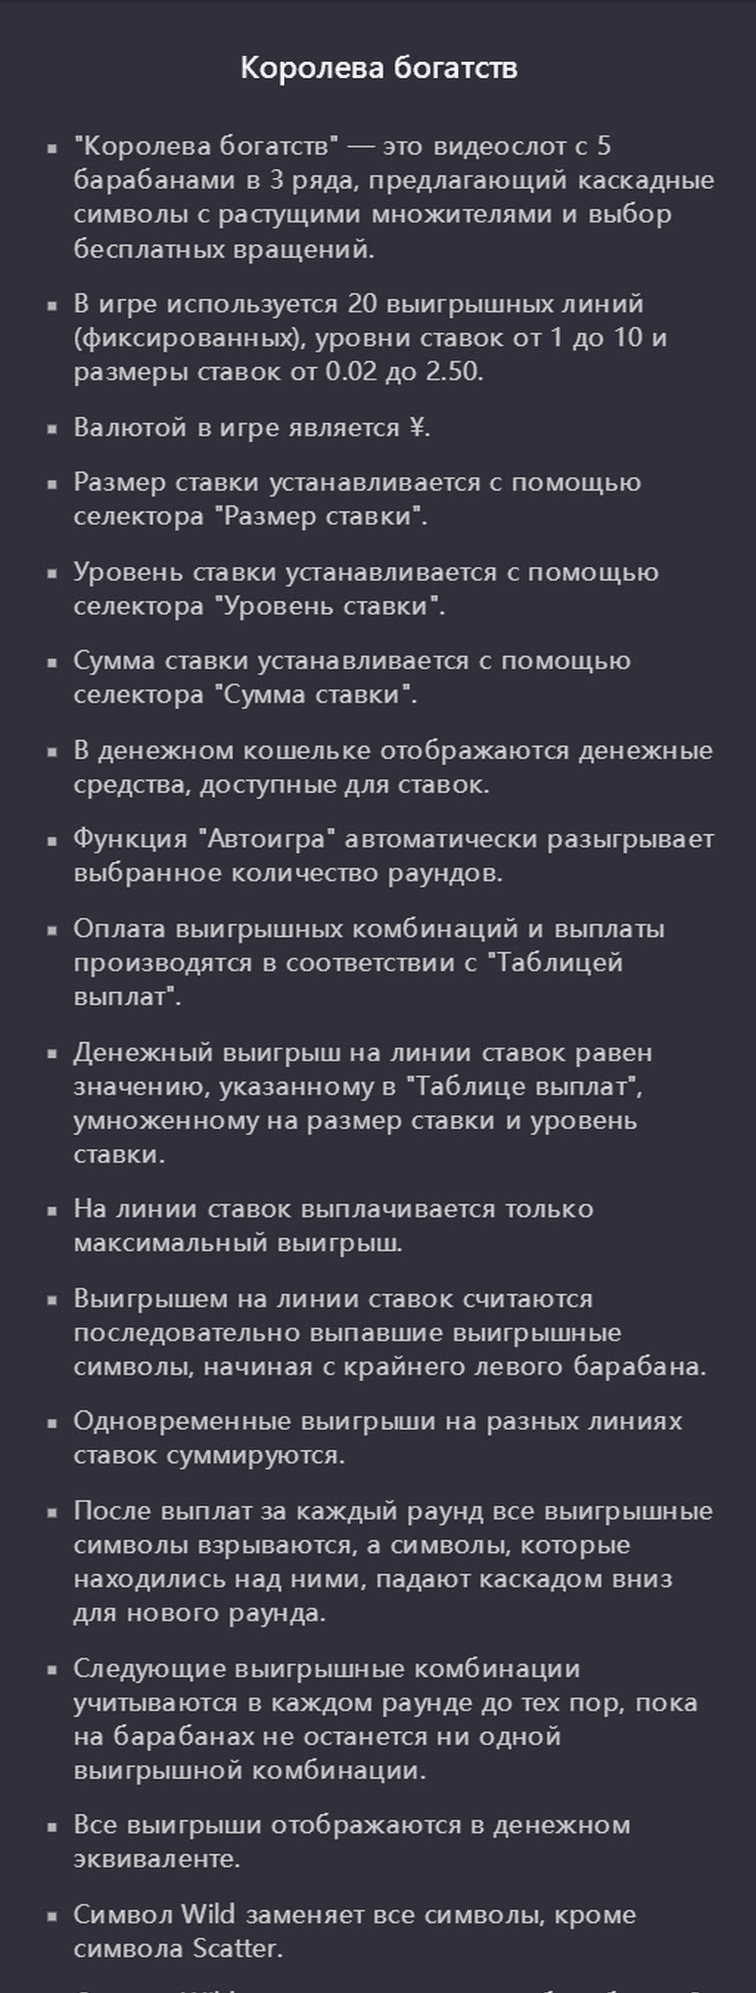 Королева богатств
▪ "Королева богатств" — это видеослот с 5
барабанами в 3 ряда, предлагающий каскадные
символы с растущими множителями и выбор
бесплатных вращений.
▪ В игре используется 20 выигрышных линий
(фиксированных), уровни ставок от 1 до 10 и
размеры ставок от 0.02 до 2.50.
▪ Валютой в игре является ¥.
▪ Размер ставки устанавливается с помощью
селектора "Размер ставки".
▪ Уровень ставки устанавливается с помощью
селектора "Уровень ставки".
▪ Сумма ставки устанавливается с помощью
селектора "Сумма ставки".
▪ В денежном кошельке отображаются денежные
средства, доступные для ставок.
▪ Функция "Автоигра" автоматически разыгрывает
выбранное количество раундов.
▪ Оплата выигрышных комбинаций и выплаты
производятся в соответствии с "Таблицей
выплат".
▪ Денежный выигрыш на линии ставок равен
значению, указанному в "Таблице выплат",
умноженному на размер ставки и уровень
ставки.
▪ На линии ставок выплачивается только
максимальный выигрыш.
▪ Выигрышем на линии ставок считаются
последовательно выпавшие выигрышные
символы, начиная с крайнего левого барабана.
▪ Одновременные выигрыши на разных линиях
ставок суммируются.
▪ После выплат за каждый раунд все выигрышные
символы взрываются, а символы, которые
находились над ними, падают каскадом вниз
для нового раунда.
▪ Следующие выигрышные комбинации
учитываются в каждом раунде до тех пор, пока
на барабанах не останется ни одной
выигрышной комбинации.
▪ Все выигрыши отображаются в денежном
эквиваленте.
▪ Символ Wild заменяет все символы, кроме
символа Scatter.